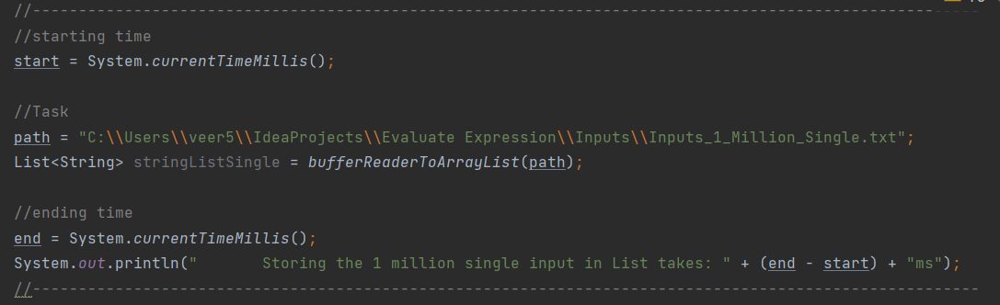 //-------------------------------------------------------------------------------------------------------
//starting time
start = System.currentTimeMillis();
//Task
path = "C:\\Users\\veer5\\IdeaProjects\\Evaluate Expression\\Inputs\\Inputs_1_Million_Single.txt";
List<String> stringListSingle = bufferReaderToArrayList(path);
//ending time
end = System.currentTimeMillis();
System.out.println("       Storing the 1 million single input in List takes: " + (end - start) + "ms");
//-------------------------------------------------------------------------------------------------------